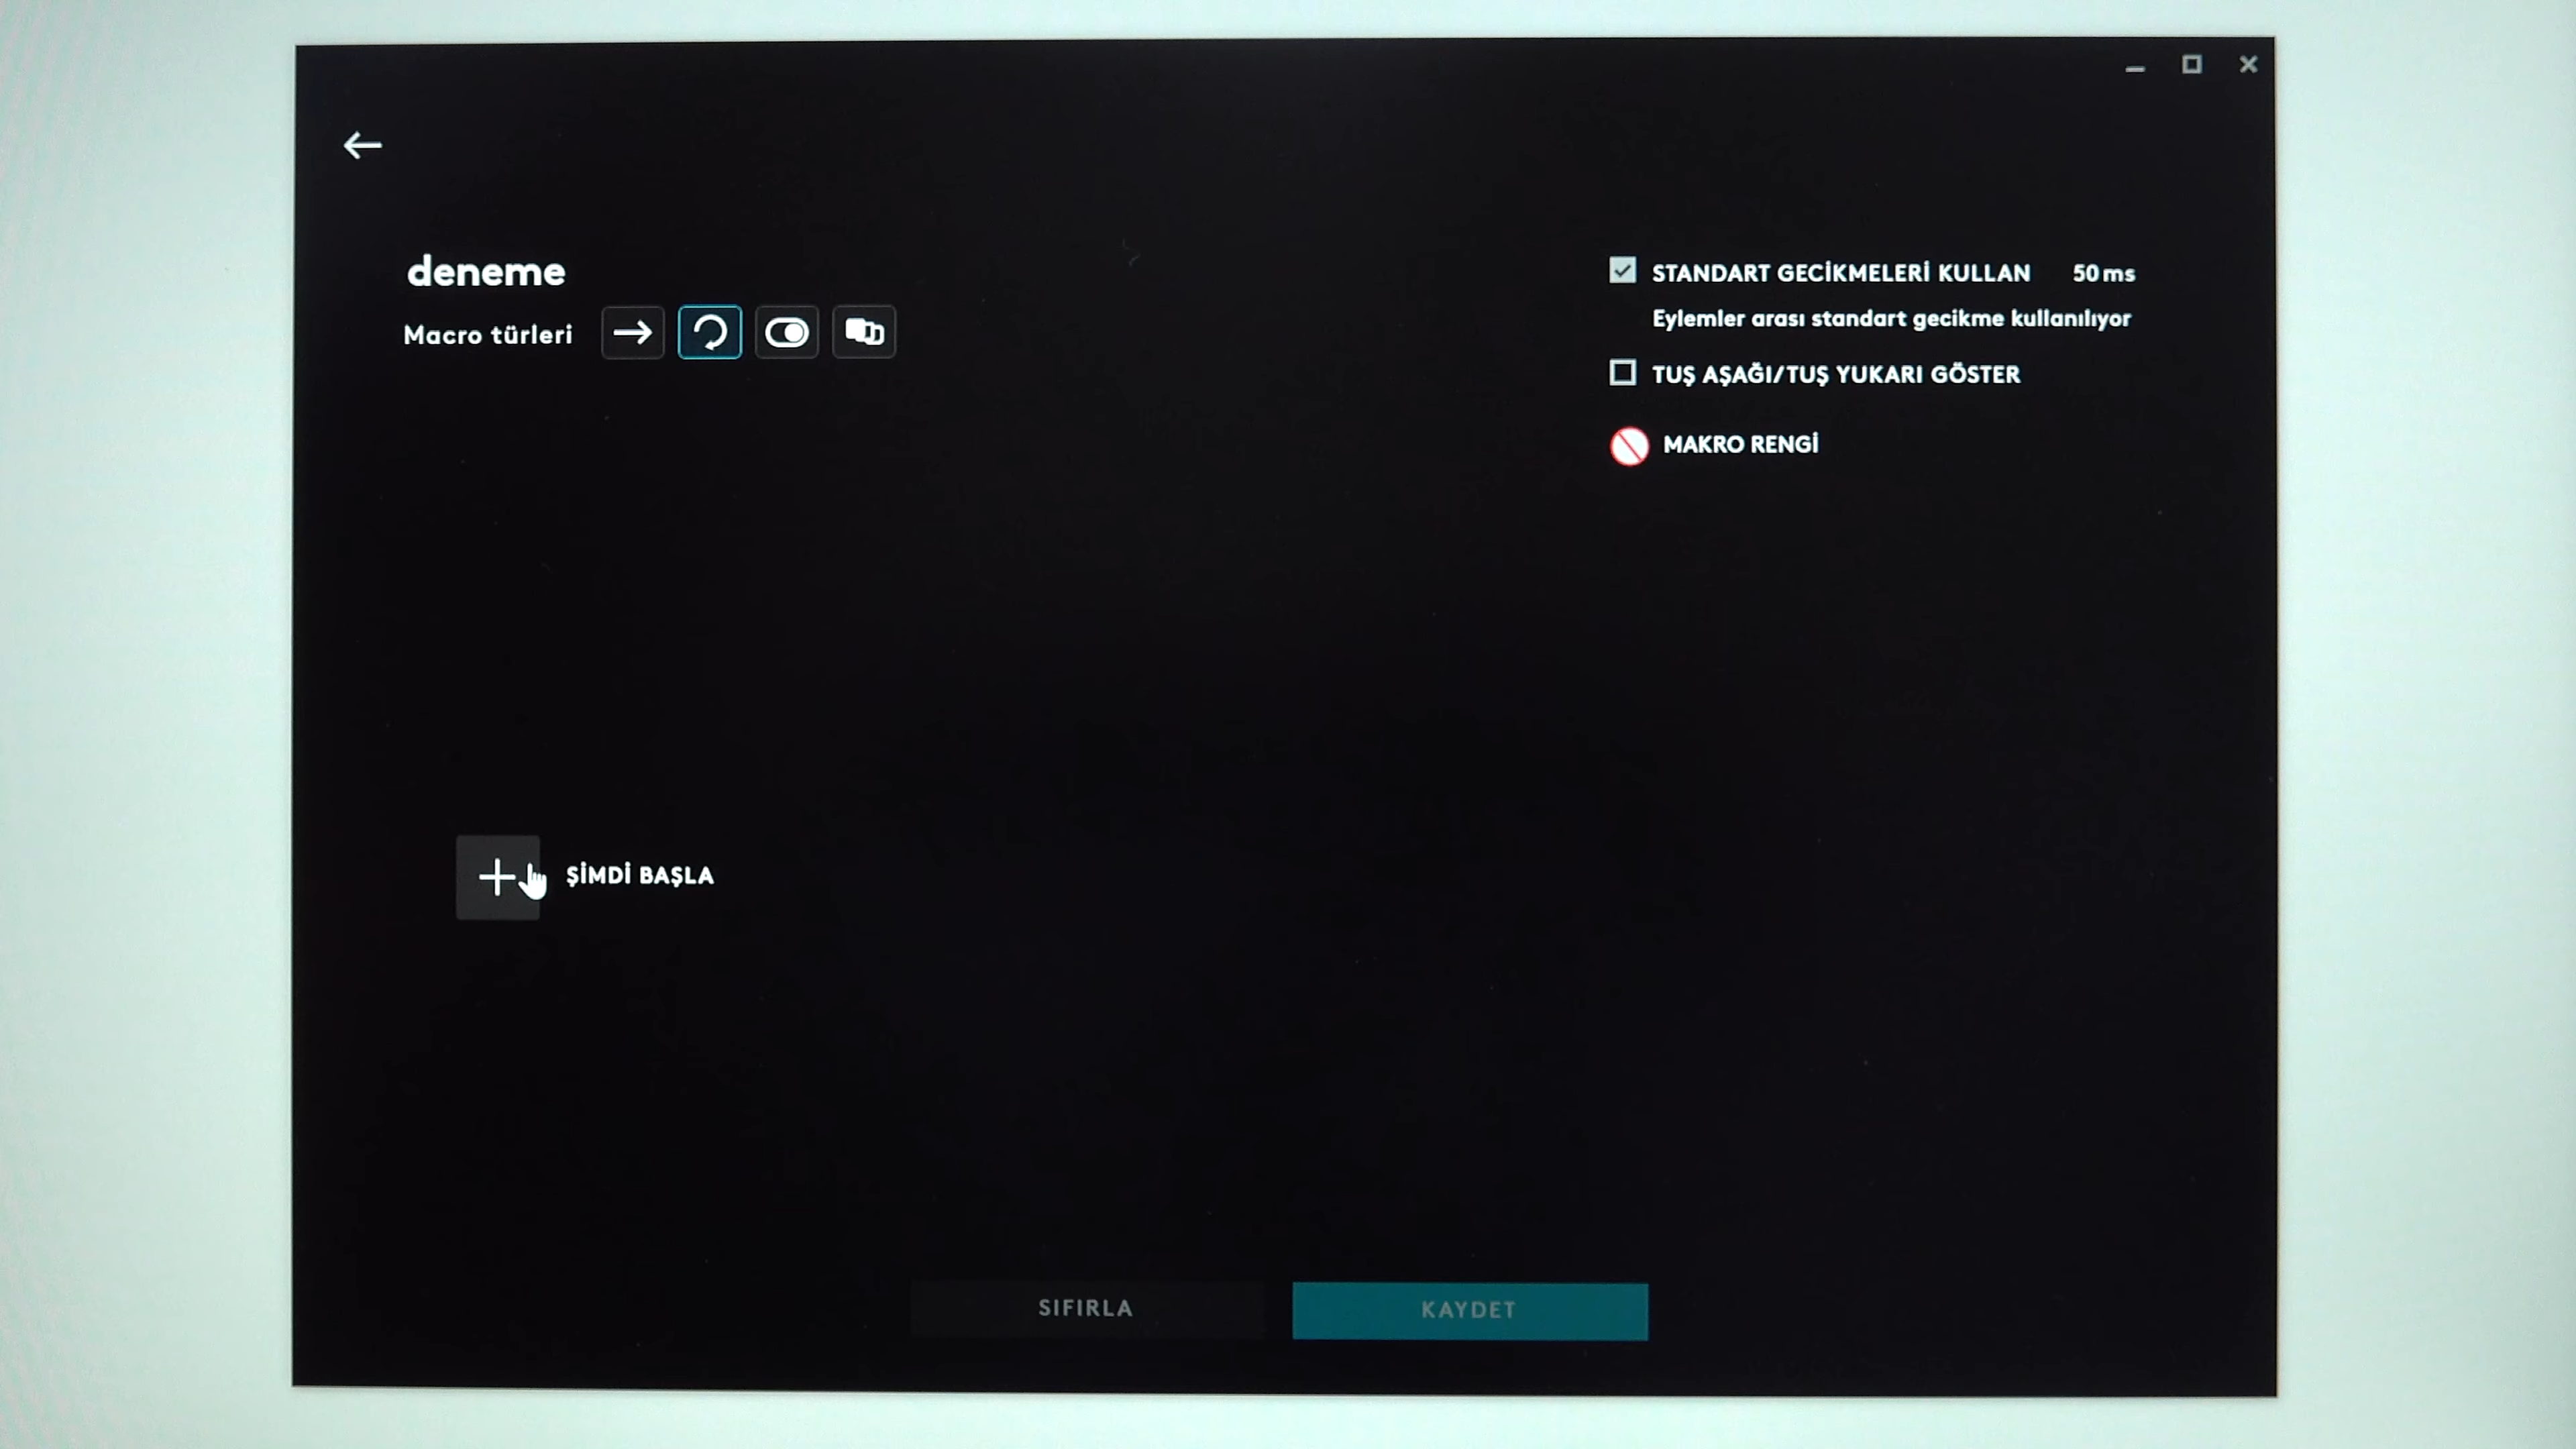 deneme
Macro türleri
STANDART GECİKMELERİ KULLAN 50 ms
Eylemler arası standart gecikme kullanılıyor
TUŞ AŞAĞI/TUŞ YUKARI GÖSTER
MAKRO RENGİ
ŞİMDİ BAŞLA
SIFIRLA
KAYDET